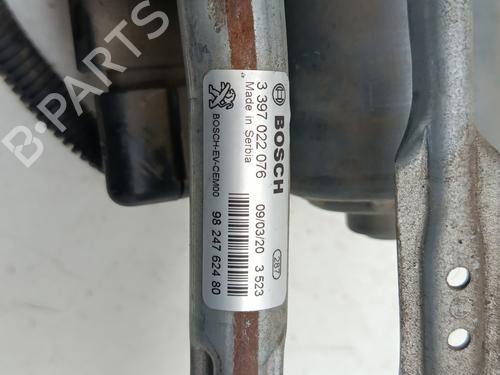 BOSCH
3 397 022 076
Made in Serbia
BOSCH-EV-CEM00
09/03/20 3 523
287
98 247 624 80
B-PARTS